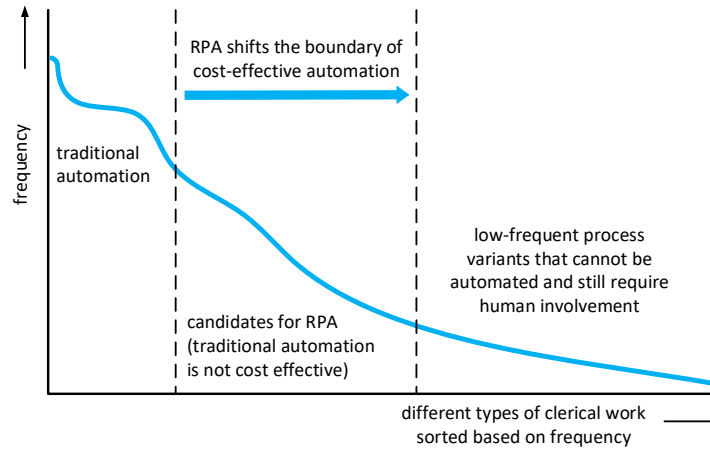 RPA shifts the boundary of
cost-effective automation
frequency
traditional
automation
low-frequent process
variants that cannot be
automated and still require
human involvement
candidates for RPA
(traditional automation
is not cost effective)
different types of clerical work
sorted based on frequency